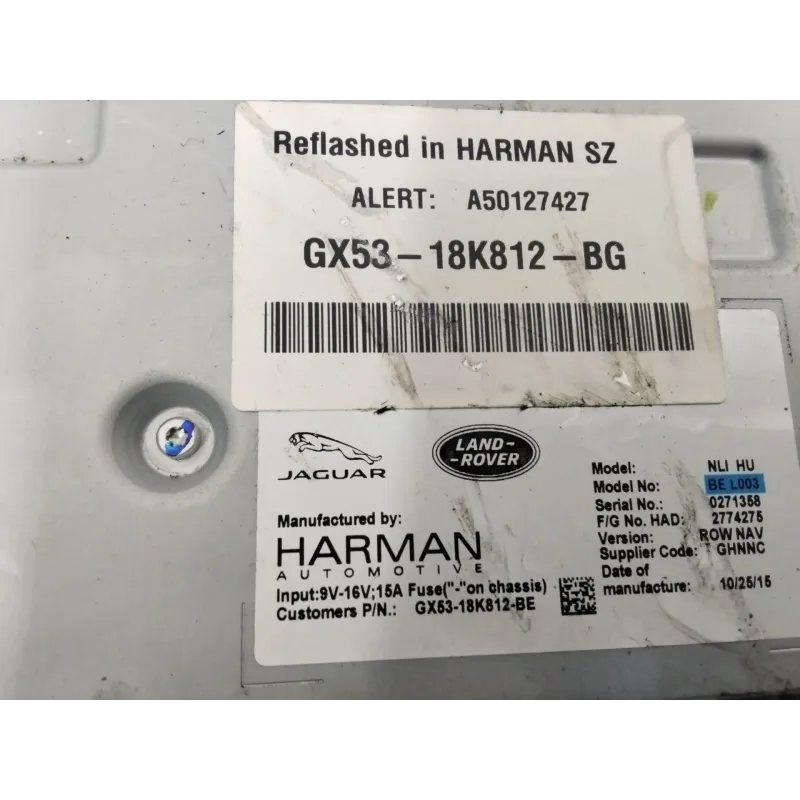 Reflashed in HARMAN SZ
ALERT: A50127427
GX53-18K812-BG
JAGUAR
LAND-
-ROVER
Manufactured by:
HARMAN
AUTOMOTIVE
Input:9V-16V;15A Fuse("-"on chassis)
Customers P/N.: GX53-18K812-BE
Model: NLI HU
Model No: BE L003
Serial No.: 0271358
F/G No. HAD: 2774275
Version: ROW NAV
Supplier Code: GHNNC
Date of
manufacture: 10/25/15